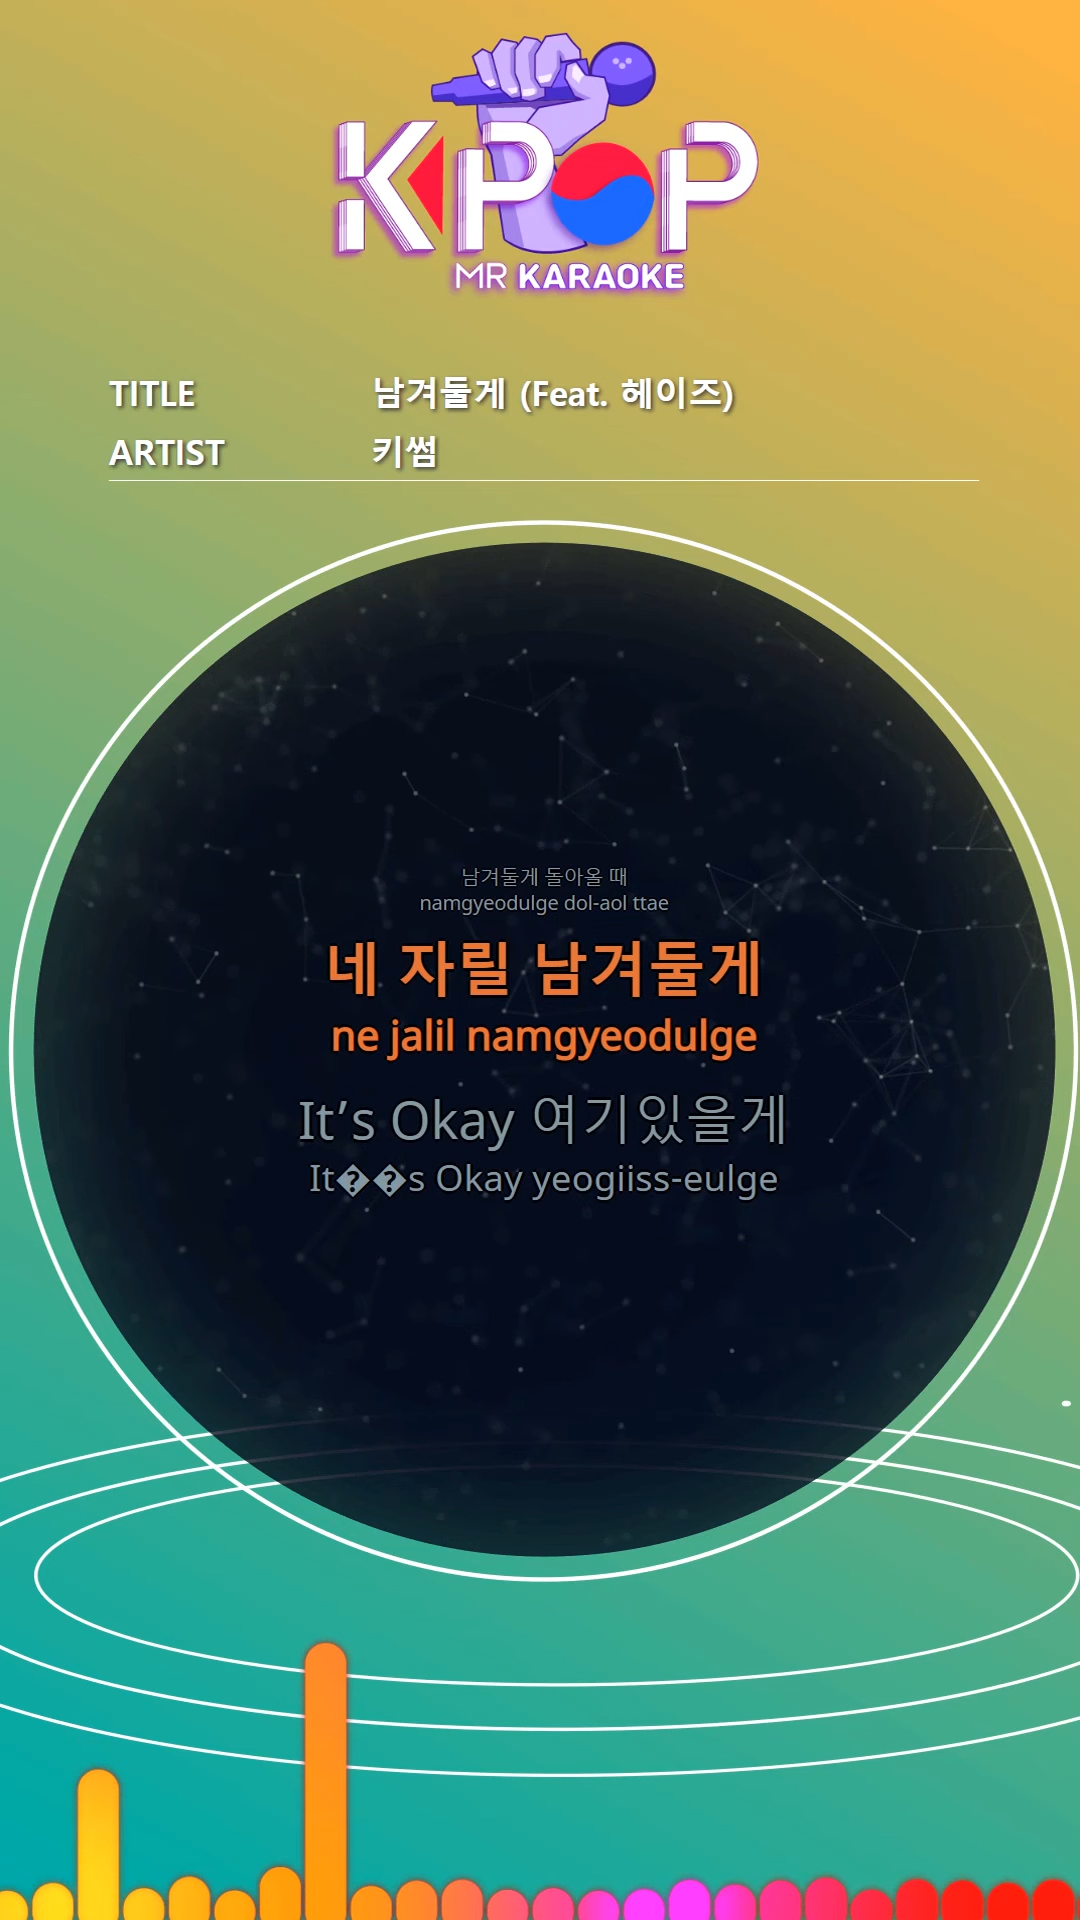 KPOP
MR KARAOKE
TITLE 남겨둘게 (Feat. 헤이즈)
ARTIST 키썸
남겨둘게 돌아올 때
namgyeodulge dol-aol ttae
네 자릴 남겨둘게
ne jalil namgyeodulge
It’s Okay 여기있을게
It��s Okay yeogiiss-eulge